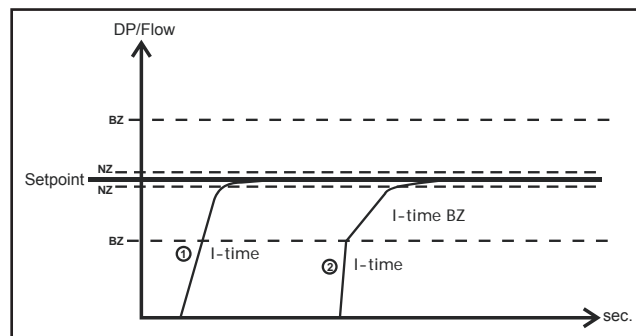 DP/Flow
BZ
NZ
Setpoint
NZ
I-time BZ
BZ
① I-time
② I-time
sec.